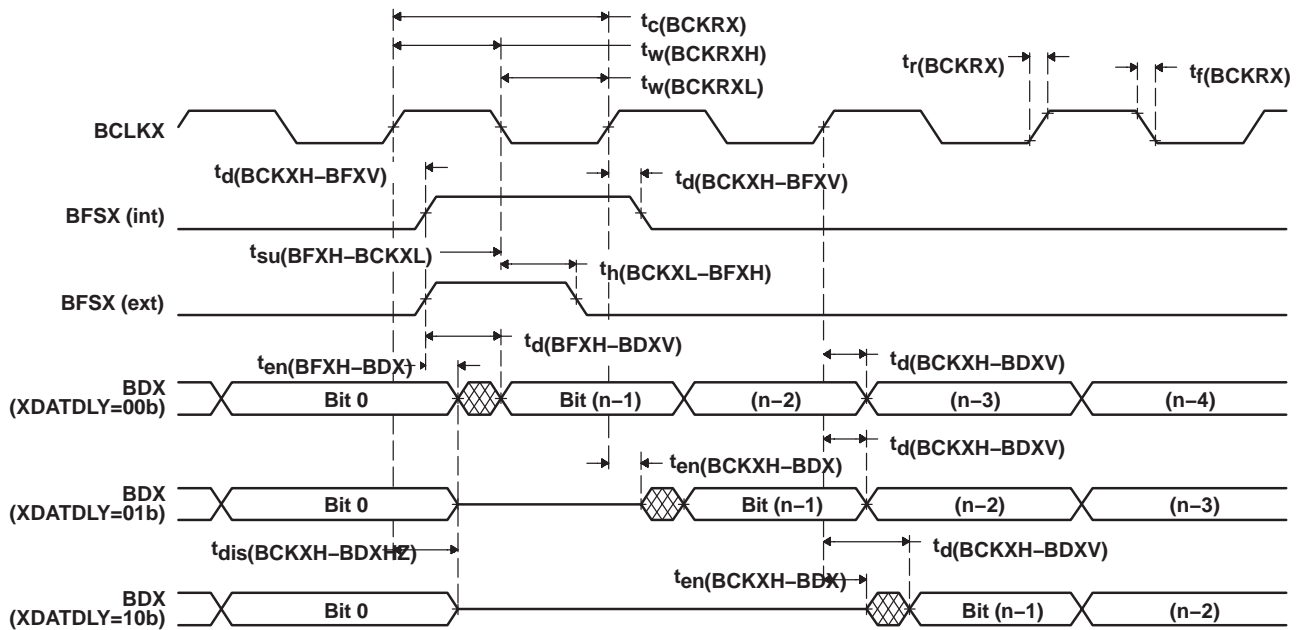 tc(BCKRX)
tw(BCKRXH)
tr(BCKRX)
tf(BCKRX)
tw(BCKRXL)
BCLKX
td(BCKXH–BFXV)
td(BCKXH–BFXV)
BFSX (int)
tsu(BFXH–BCKXL)
th(BCKXL–BFXH)
BFSX (ext)
td(BFXH–BDXV)
ten(BFXH–BDX)
td(BCKXH–BDXV)
BDX
(XDATDLY=00b)
Bit 0
Bit (n–1)
(n–2)
(n–3)
(n–4)
td(BCKXH–BDXV)
ten(BCKXH–BDX)
BDX
(XDATDLY=01b)
Bit 0
Bit (n–1)
(n–2)
(n–3)
tdis(BCKXH–BDXHZ)
td(BCKXH–BDXV)
ten(BCKXH–BDX)
BDX
(XDATDLY=10b)
Bit 0
Bit (n–1)
(n–2)